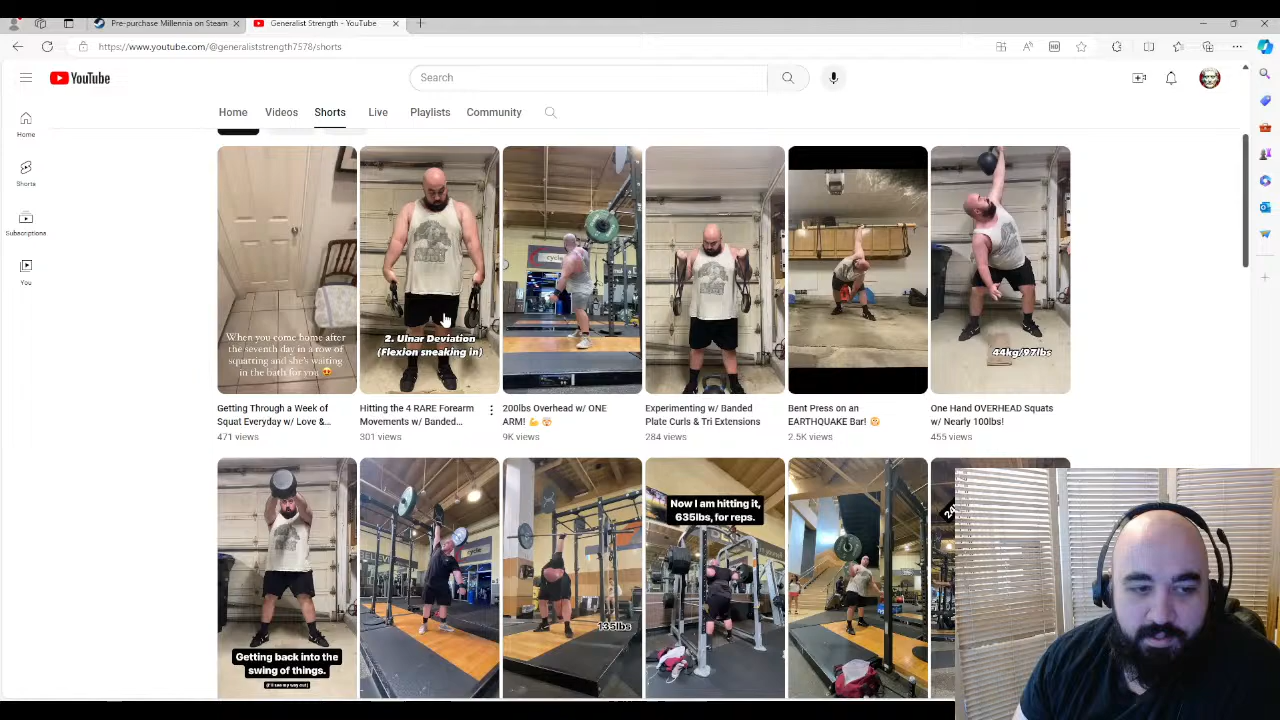 Pre-purchase Millennia on Steam
Generalist Strength - YouTube
https://www.youtube.com/@generaliststrength7578/shorts
YouTube
Search
Home
Videos
Shorts
Live
Playlists
Community
Home
Shorts
Subscriptions
You
When you come home after
the seventh day in a row of
squatting and she's waiting
in the bath for you 😍
2. Ulnar Deviation
(Flexion sneaking in)
cycle
44kg/97lbs
Getting Through a Week of
Squat Everyday w/ Love &...
471 views
Hitting the 4 RARE Forearm
Movements w/ Banded...
301 views
200lbs Overhead w/ ONE
ARM! 💪 🤯
9K views
Experimenting w/ Banded
Plate Curls & Tri Extensions
284 views
Bent Press on an
EARTHQUAKE Bar! 🫨
2.5K views
One Hand OVERHEAD Squats
w/ Nearly 100lbs!
455 views
Getting back into the
swing of things.
(I'll see my way out)
135lbs
Now I am hitting it,
635lbs, for reps.